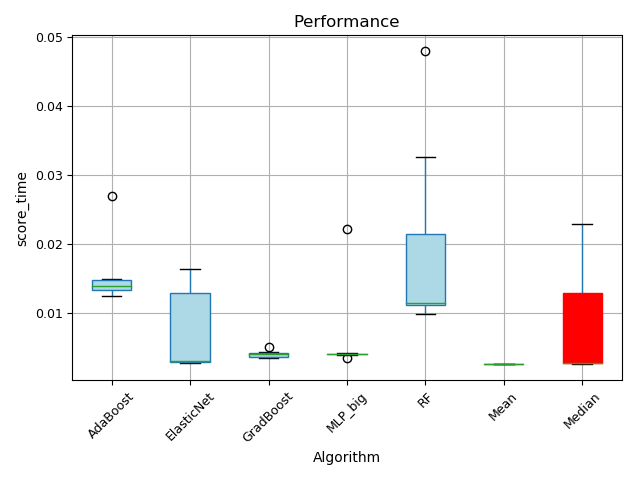 Performance
0.05
0.04
0.03
0.02
0.01
score_time
AdaBoost
ElasticNet
GradBoost
MLP_big
RF
Mean
Median
Algorithm